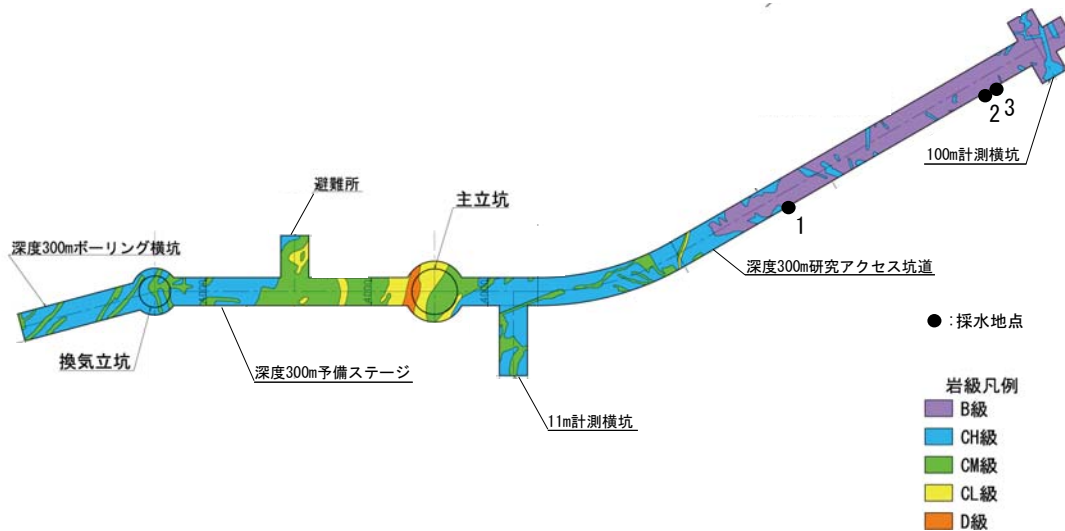 2
3
100m計測横坑
避難所
主立坑
1
深度300mボーリング横坑
深度300m研究アクセス坑道
●:採水地点
換気立坑
深度300m予備ステージ
11m計測横坑
岩級凡例
B級
CH級
CM級
CL級
D級